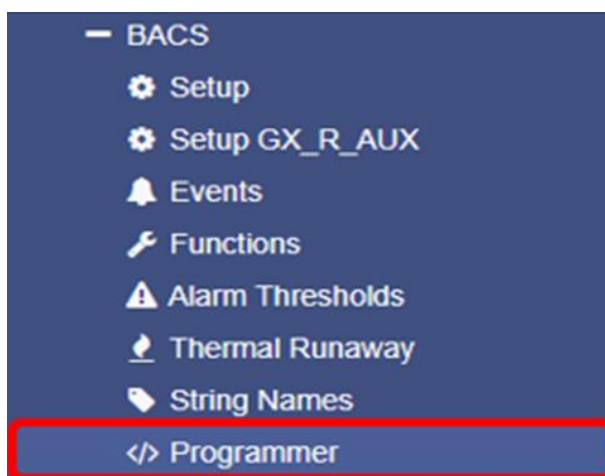 BACS
Setup
Setup GX_R_AUX
Events
Functions
Alarm Thresholds
Thermal Runaway
String Names
Programmer